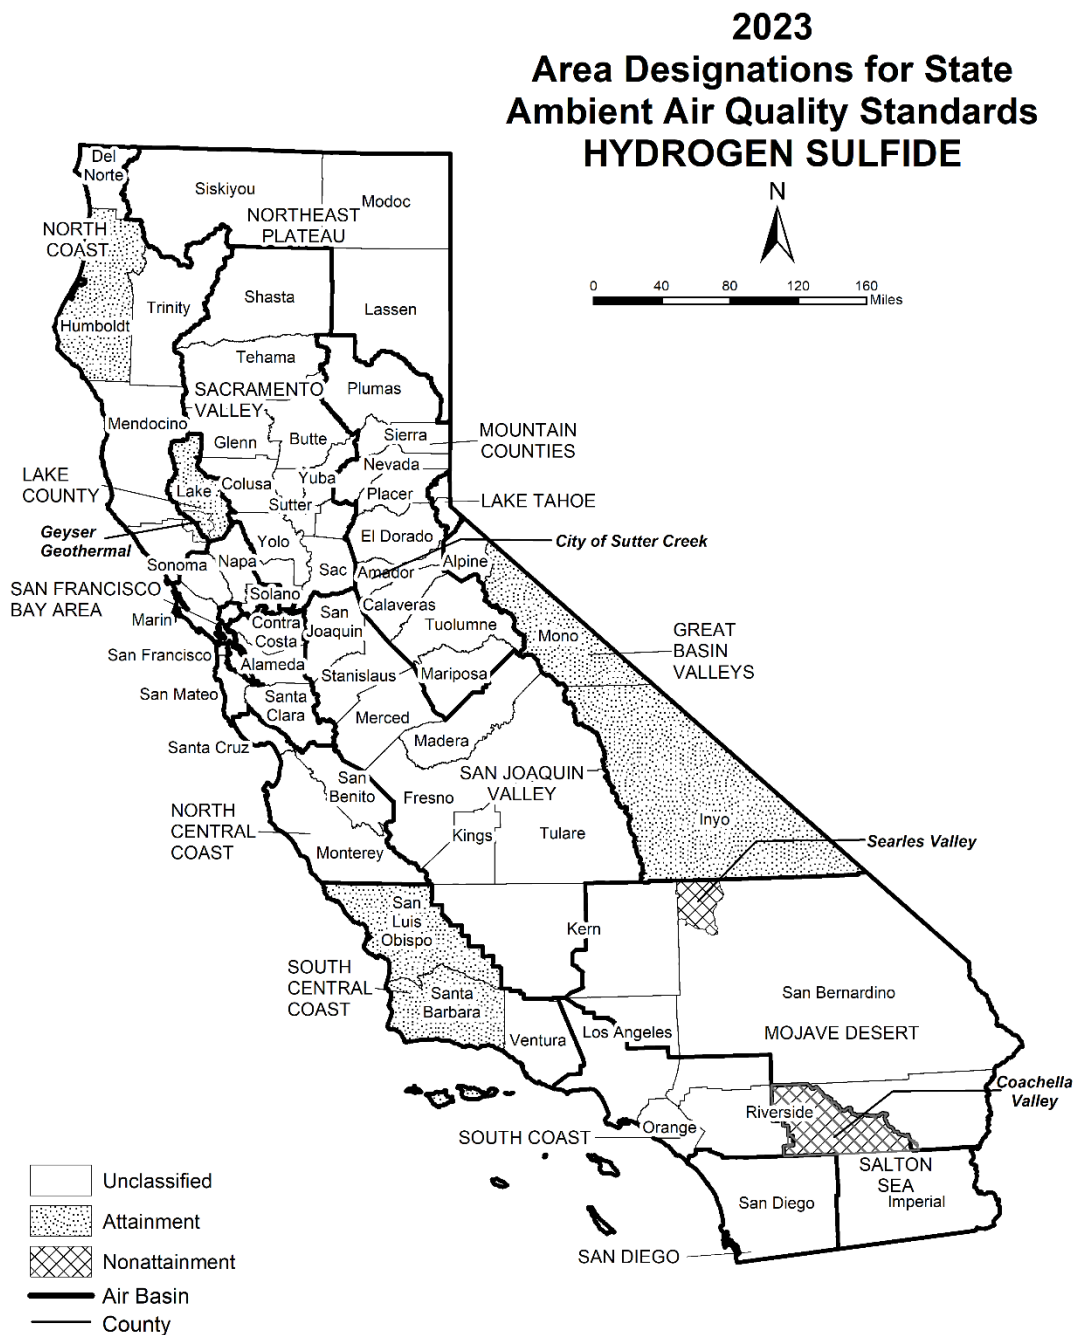 2023
Area Designations for State
Ambient Air Quality Standards
HYDROGEN SULFIDE
N
0 40 80 120 160
Miles
Del
Norte
Siskiyou
Modoc
NORTHEAST
PLATEAU
NORTH
COAST
Trinity
Shasta
Lassen
Humboldt
Tehama
Plumas
SACRAMENTO
VALLEY
Mendocino
Glenn
Butte
Sierra
MOUNTAIN
COUNTIES
Nevada
LAKE
COUNTY
Lake
Colusa
Yuba
Placer
Sutter
LAKE TAHOE
Geyser
Geothermal
Yolo
El Dorado
City of Sutter Creek
Sonoma
Napa
Sac
Amador
Alpine
SAN FRANCISCO
BAY AREA
Solano
Marin
Contra
Costa
San
Joaquin
Calaveras
Tuolumne
Mono
GREAT
BASIN
VALLEYS
San Francisco
Alameda
Stanislaus
Mariposa
San Mateo
Santa
Clara
Merced
Santa Cruz
Madera
San
Benito
Fresno
SAN JOAQUIN
VALLEY
NORTH
CENTRAL
COAST
Monterey
Kings
Tulare
Inyo
Searles Valley
San
Luis
Obispo
Kern
SOUTH
CENTRAL
COAST
Santa
Barbara
San Bernardino
Ventura
Los Angeles
MOJAVE DESERT
Coachella
Valley
Riverside
Orange
SOUTH COAST
SALTON
SEA
Imperial
San Diego
SAN DIEGO
Unclassified
Attainment
Nonattainment
Air Basin
County